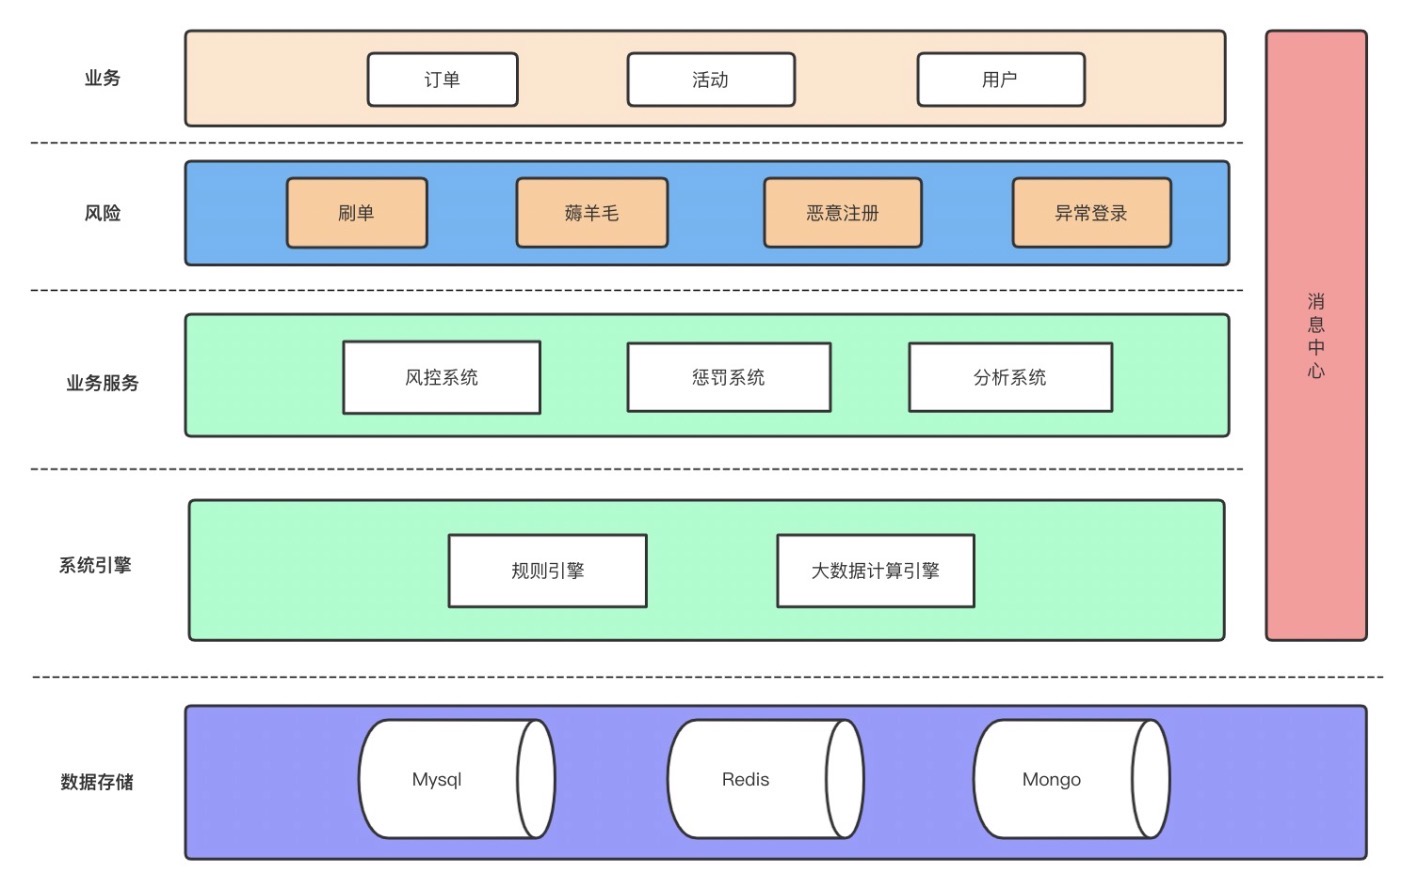 业务
订单
活动
用户
风险
刷单
薅羊毛
恶意注册
异常登录
业务服务
风控系统
惩罚系统
分析系统
系统引擎
规则引擎
大数据计算引擎
消
息
中
心
数据存储
Mysql
Redis
Mongo